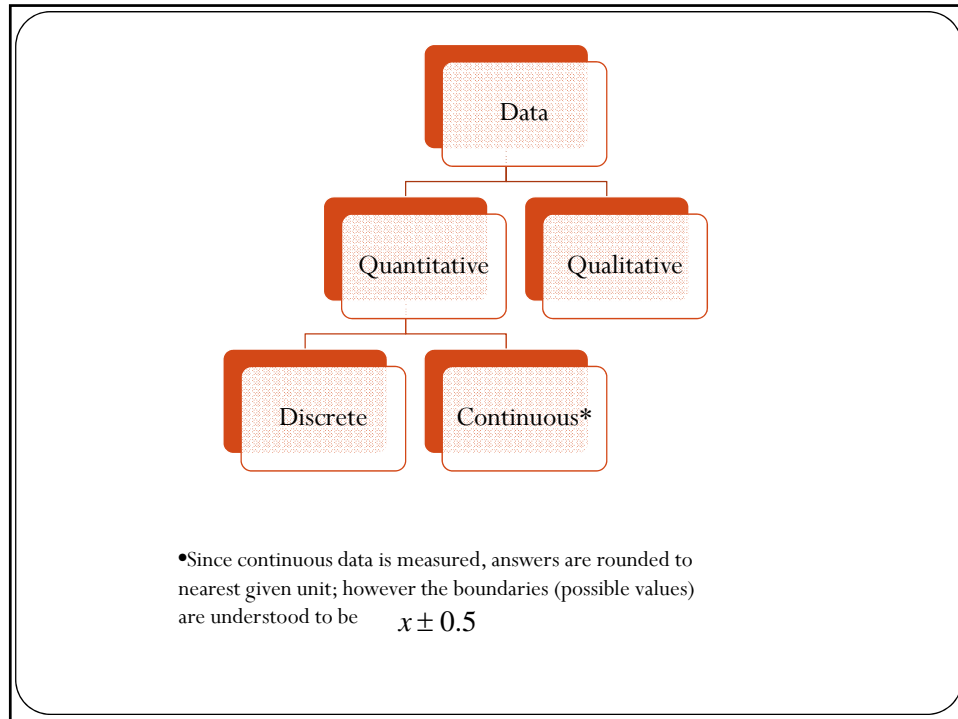 Data
Quantitative
Qualitative
Discrete
Continuous*
•Since continuous data is measured, answers are rounded to
nearest given unit; however the boundaries (possible values)
are understood to be x ± 0.5